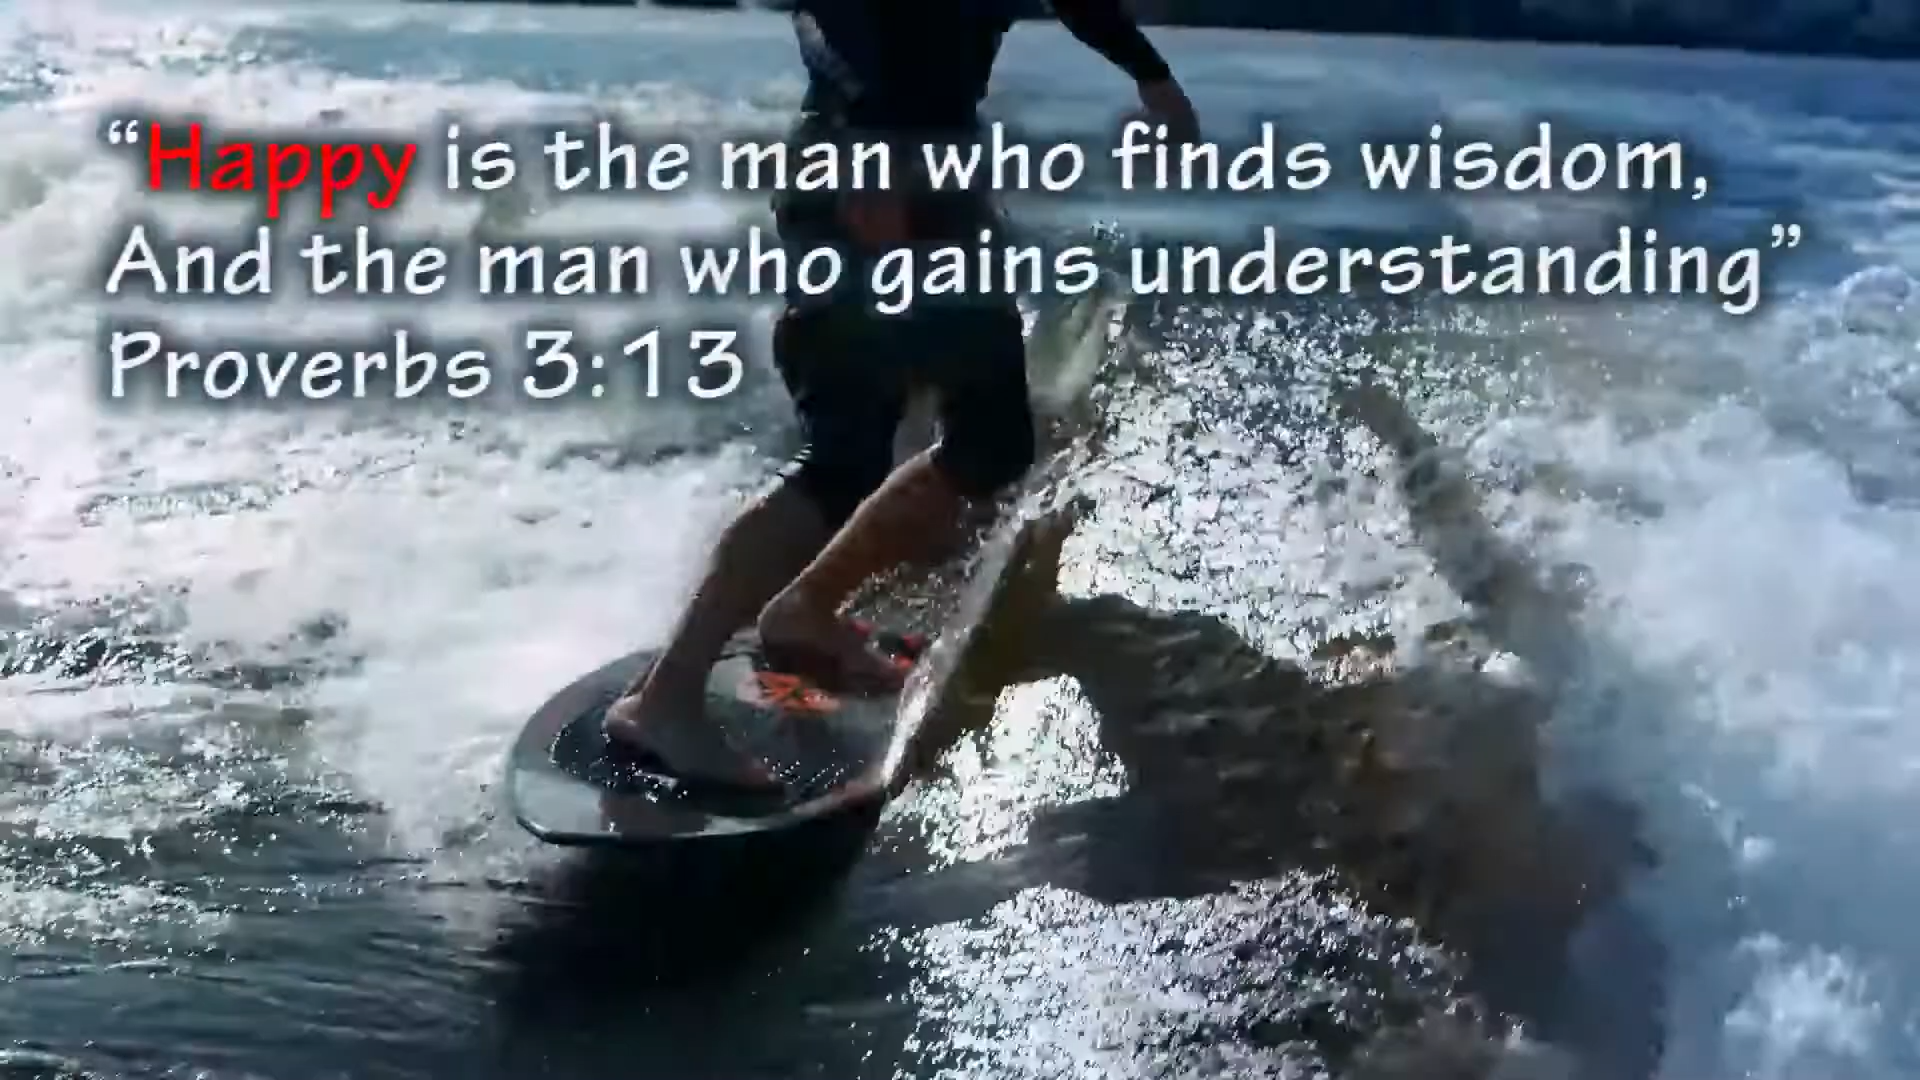 “Happy is the man who finds wisdom,
And the man who gains understanding”
Proverbs 3:13